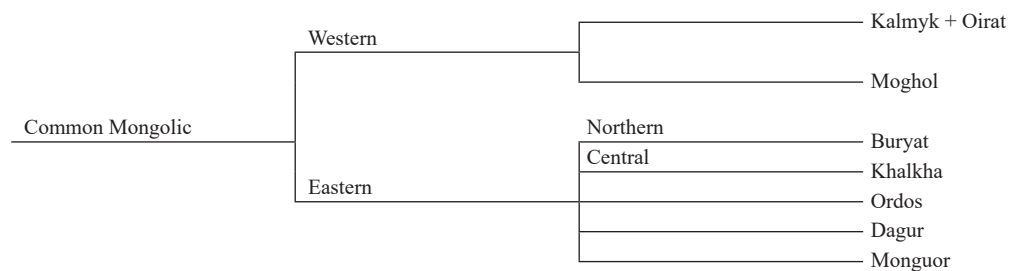 Kalmyk + Oirat
Western
Moghol
Common Mongolic
Northern
Buryat
Central
Khalkha
Eastern
Ordos
Dagur
Monguor